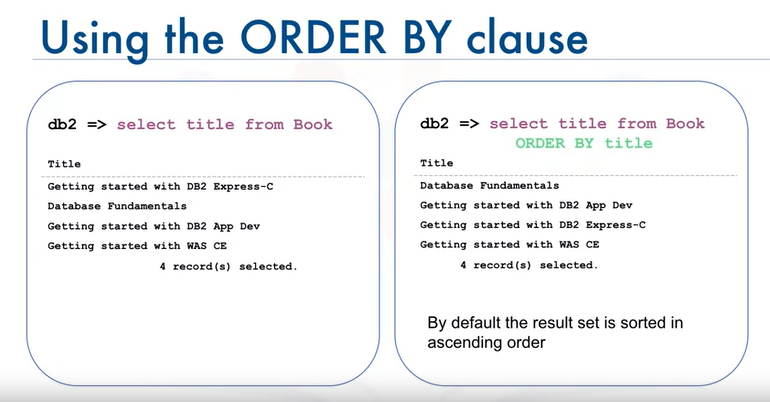 Using the ORDER BY clause
db2 => select title from Book
Title
Getting started with DB2 Express-C
Database Fundamentals
Getting started with DB2 App Dev
Getting started with WAS CE
4 record(s) selected.
db2 => select title from Book
ORDER BY title
Title
Database Fundamentals
Getting started with DB2 App Dev
Getting started with DB2 Express-C
Getting started with WAS CE
4 record(s) selected.
By default the result set is sorted in
ascending order